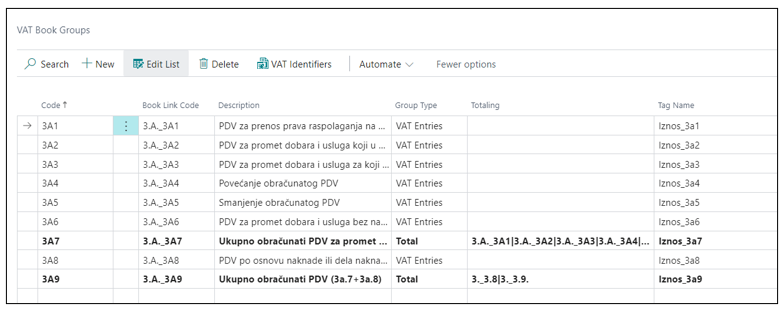 VAT Book Groups
Search + New Edit List Delete VAT Identifiers Automate Fewer options
Code ↑ Book Link Code Description Group Type Totaling Tag Name
3A1 3.A._3A1 PDV za prenos prava raspolaganja na ... VAT Entries Iznos_3a1
3A2 3.A._3A2 PDV za promet dobara i usluga koji u ... VAT Entries Iznos_3a2
3A3 3.A._3A3 PDV za promet dobara i usluga za koji ... VAT Entries Iznos_3a3
3A4 3.A._3A4 Povećanje obračunatog PDV VAT Entries Iznos_3a4
3A5 3.A._3A5 Smanjenje obračunatog PDV VAT Entries Iznos_3a5
3A6 3.A._3A6 PDV za promet dobara i usluga bez na... VAT Entries Iznos_3a6
3A7 3.A._3A7 Ukupno obračunati PDV za promet ... Total 3.A._3A1|3.A._3A2|3.A._3A3|3.A._3A4|... Iznos_3a7
3A8 3.A._3A8 PDV po osnovu naknade ili dela nakna... VAT Entries Iznos_3a8
3A9 3.A._3A9 Ukupno obračunati PDV (3a.7+3a.8) Total 3._3.8|3._3.9. Iznos_3a9